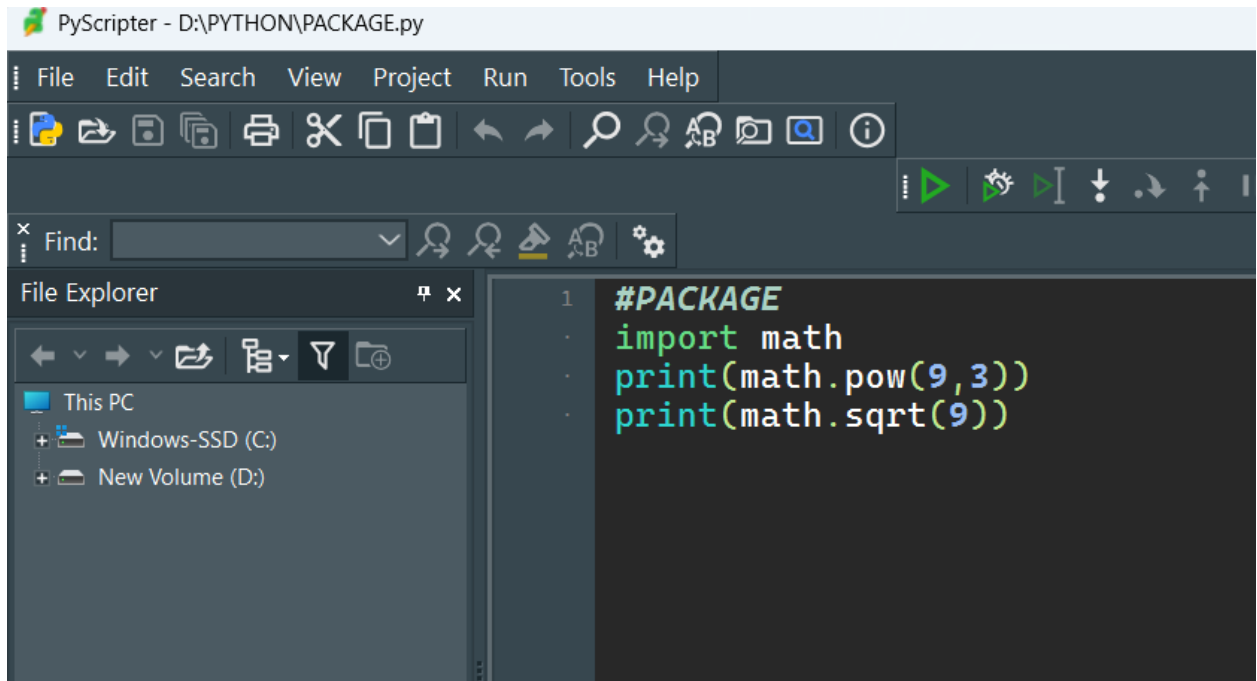 PyScripter - D:\PYTHON\PACKAGE.py
File Edit Search View Project Run Tools Help
Find:
File Explorer
This PC
Windows-SSD (C:)
New Volume (D:)
1 #PACKAGE
import math
print(math.pow(9,3))
print(math.sqrt(9))